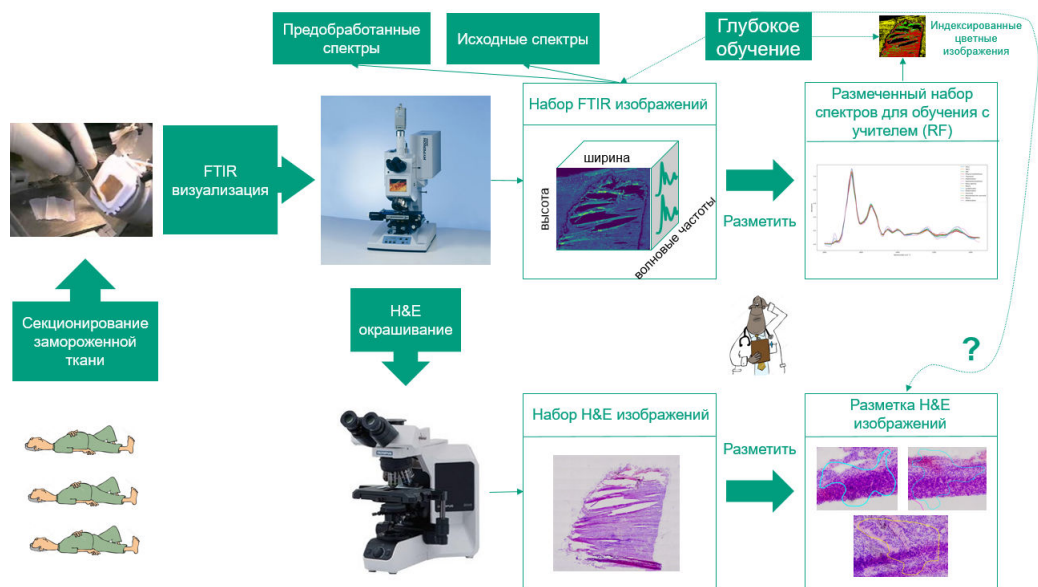 Предобработанные
спектры
Исходные спектры
Глубокое
обучение
Индексированные
цветные
изображения
FTIR
визуализация
Набор FTIR изображений
ширина
высота
волновые частоты
Разметить
Размеченный набор
спектров для обучения с
учителем (RF)
Секционирование
замороженной
ткани
H&E
окрашивание
?
Набор H&E изображений
Разметить
Разметка H&E
изображений